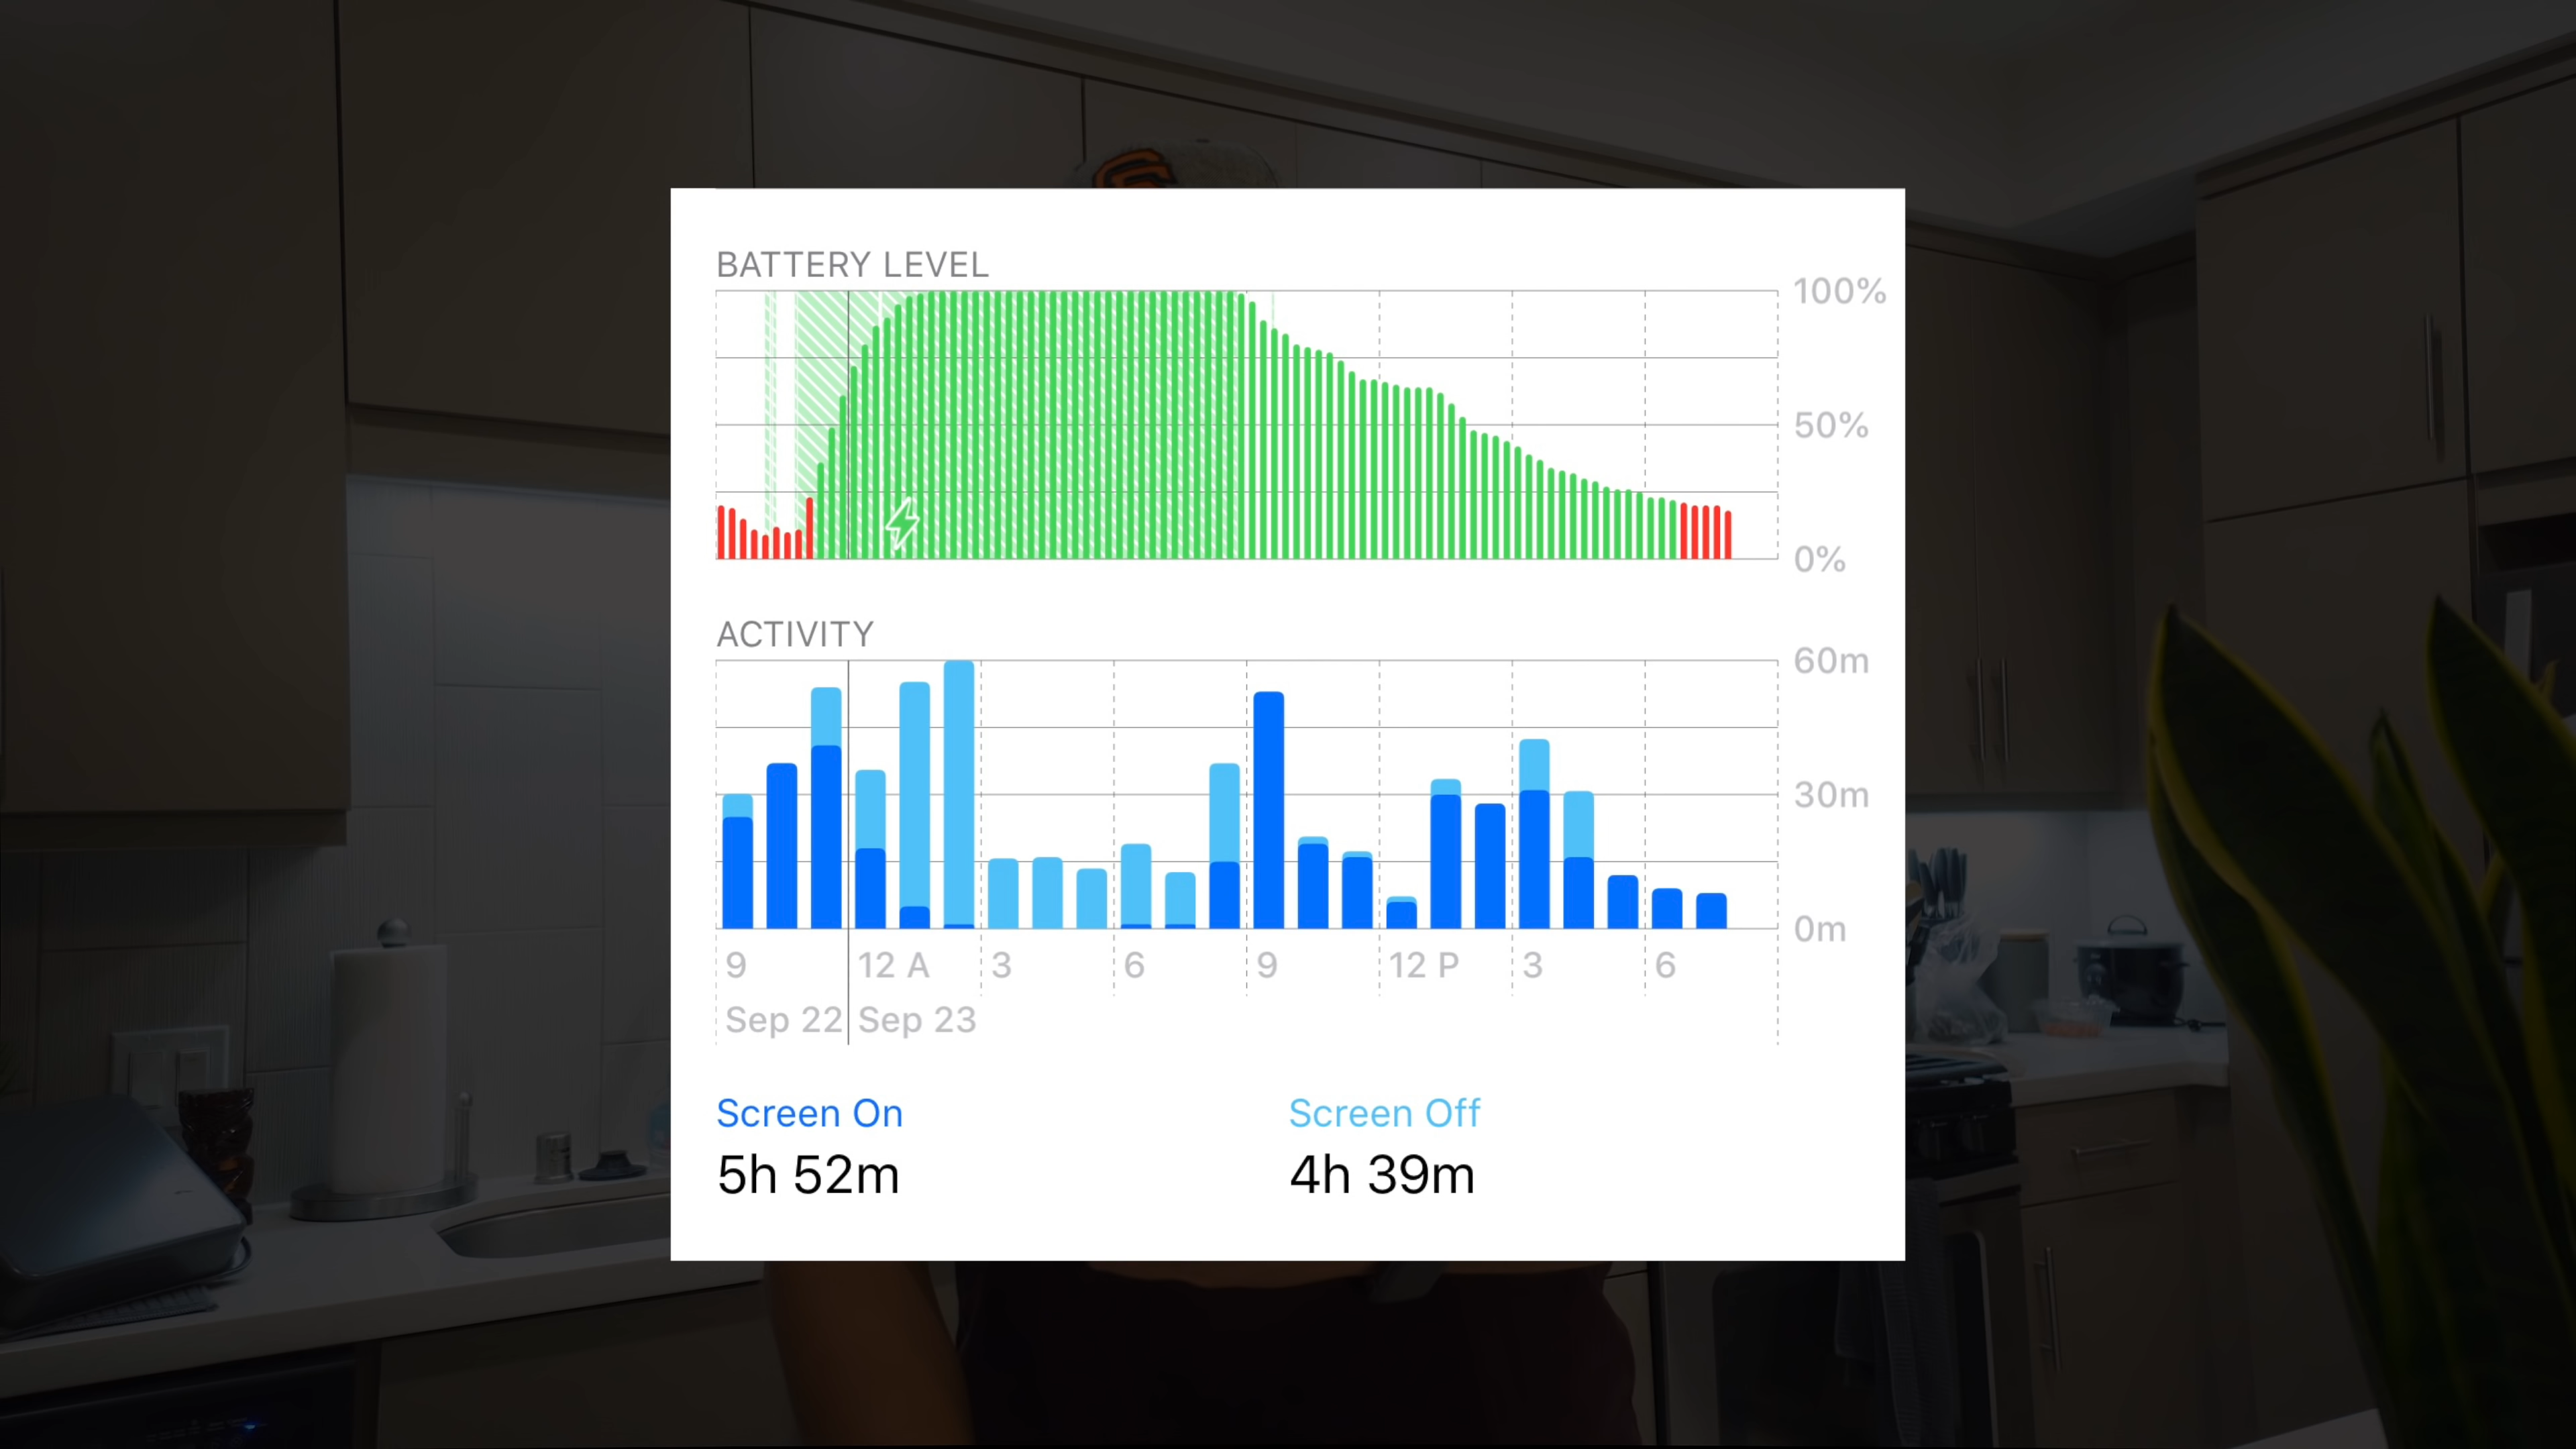 BATTERY LEVEL
100%
50%
0%
ACTIVITY
60m
30m
0m
9 12 A 3 6 9 12 P 3 6
Sep 22 Sep 23
Screen On Screen Off
5h 52m 4h 39m